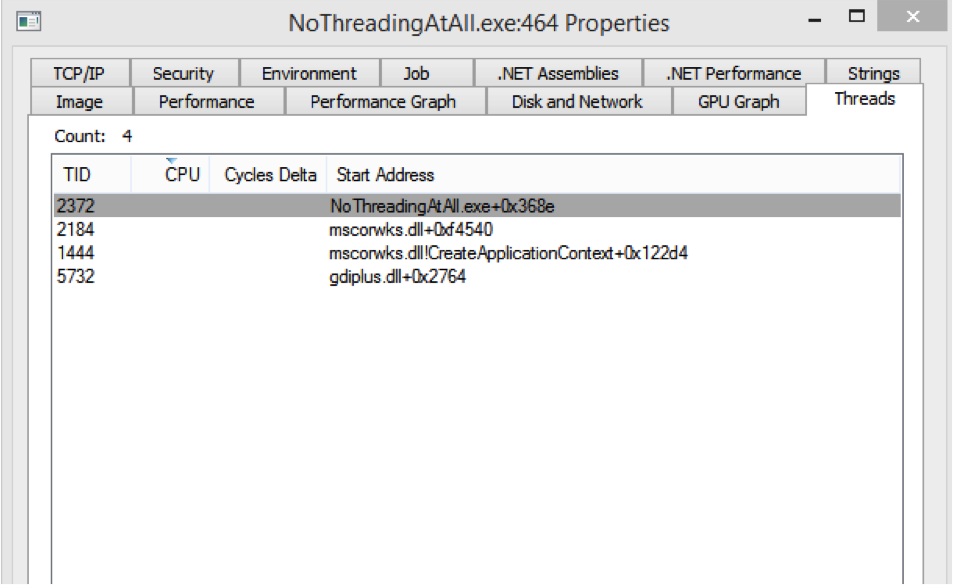 NoThreadingAtAll.exe:464 Properties
TCP/IP Security Environment Job .NET Assemblies .NET Performance Strings
Image Performance Performance Graph Disk and Network GPU Graph Threads
Count: 4
TID CPU Cycles Delta Start Address
2372 NoThreadingAtAll.exe+0x368e
2184 mscorwks.dll+0xf4540
1444 mscorwks.dll!CreateApplicationContext+0x122d4
5732 gdiplus.dll+0x2764